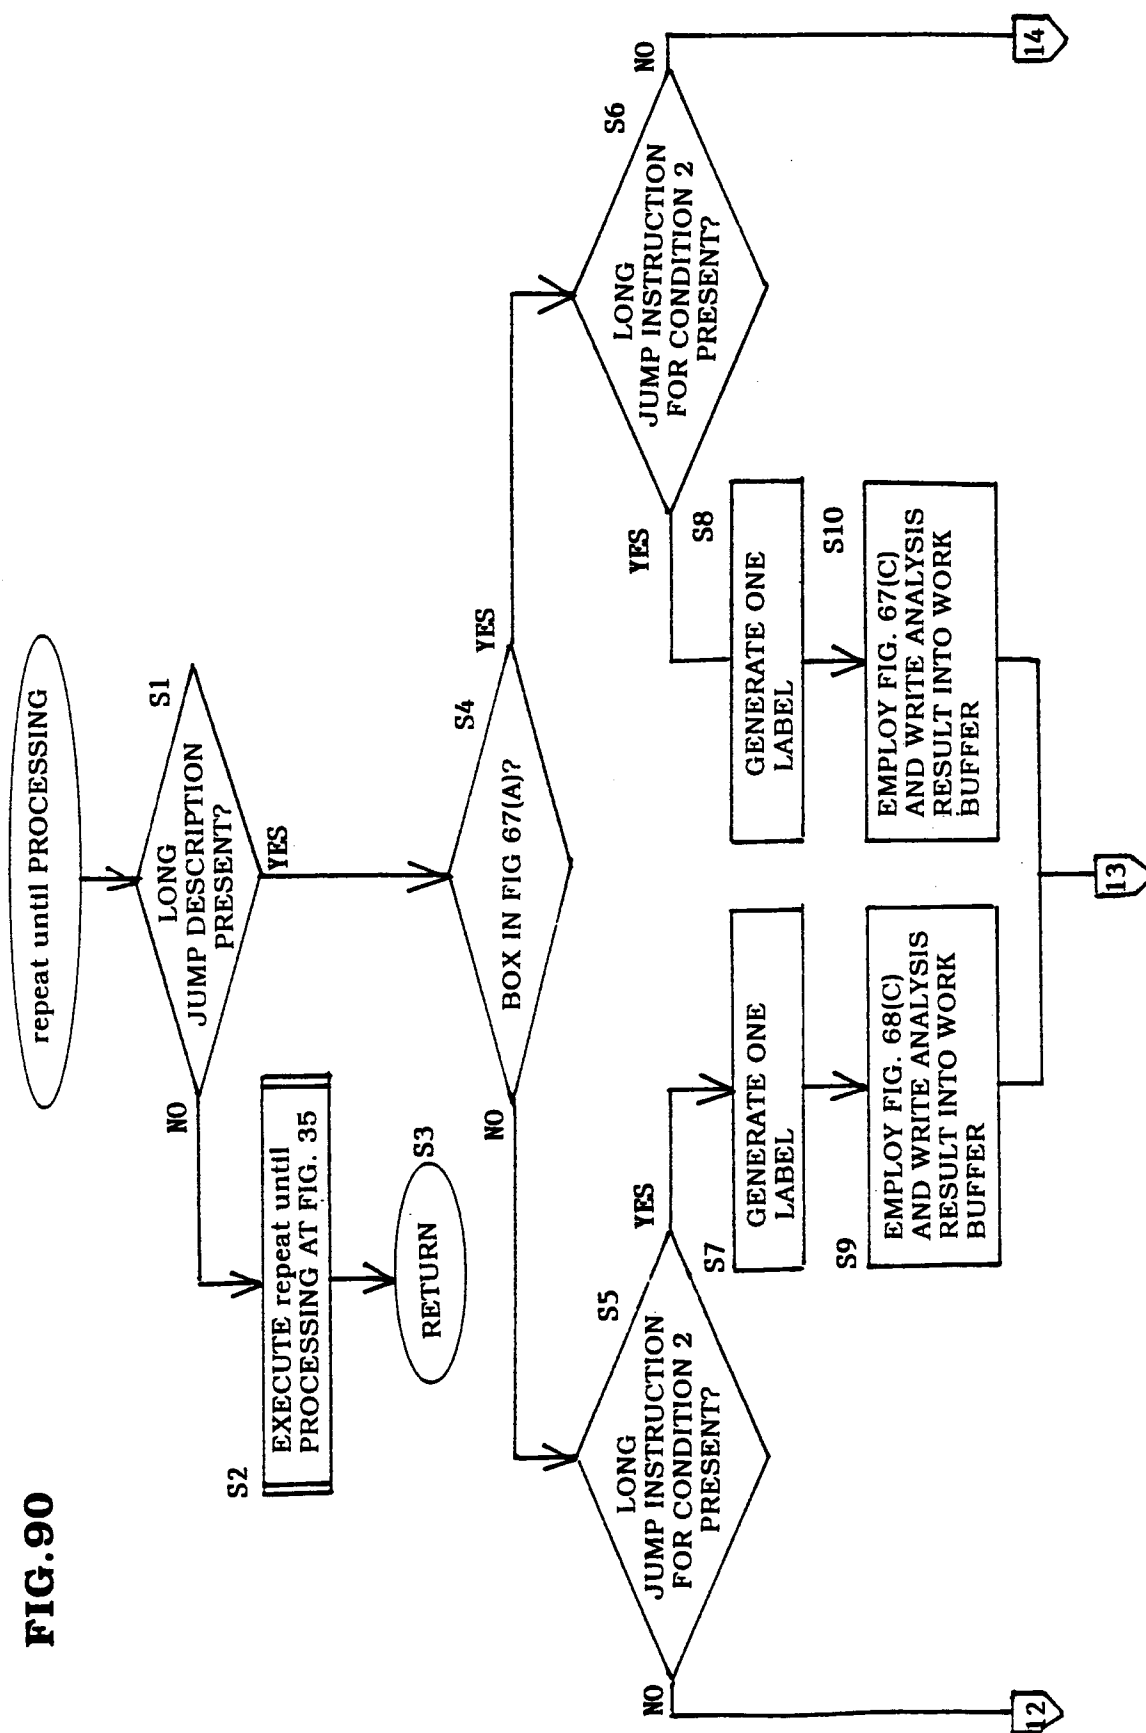 FIG.90
repeat until PROCESSING
S1
LONG
JUMP DESCRIPTION
PRESENT?
NO
YES
S2
EXECUTE repeat until
PROCESSING AT FIG. 35
RETURN
S3
S4
BOX IN FIG 67(A)?
NO
YES
S5
LONG
JUMP INSTRUCTION
FOR CONDITION 2
PRESENT?
NO
YES
S6
LONG
JUMP INSTRUCTION
FOR CONDITION 2
PRESENT?
YES
NO
S7
GENERATE ONE
LABEL
S8
GENERATE ONE
LABEL
S9
EMPLOY FIG. 68(C)
AND WRITE ANALYSIS
RESULT INTO WORK
BUFFER
S10
EMPLOY FIG. 67(C)
AND WRITE ANALYSIS
RESULT INTO WORK
BUFFER
12
13
14